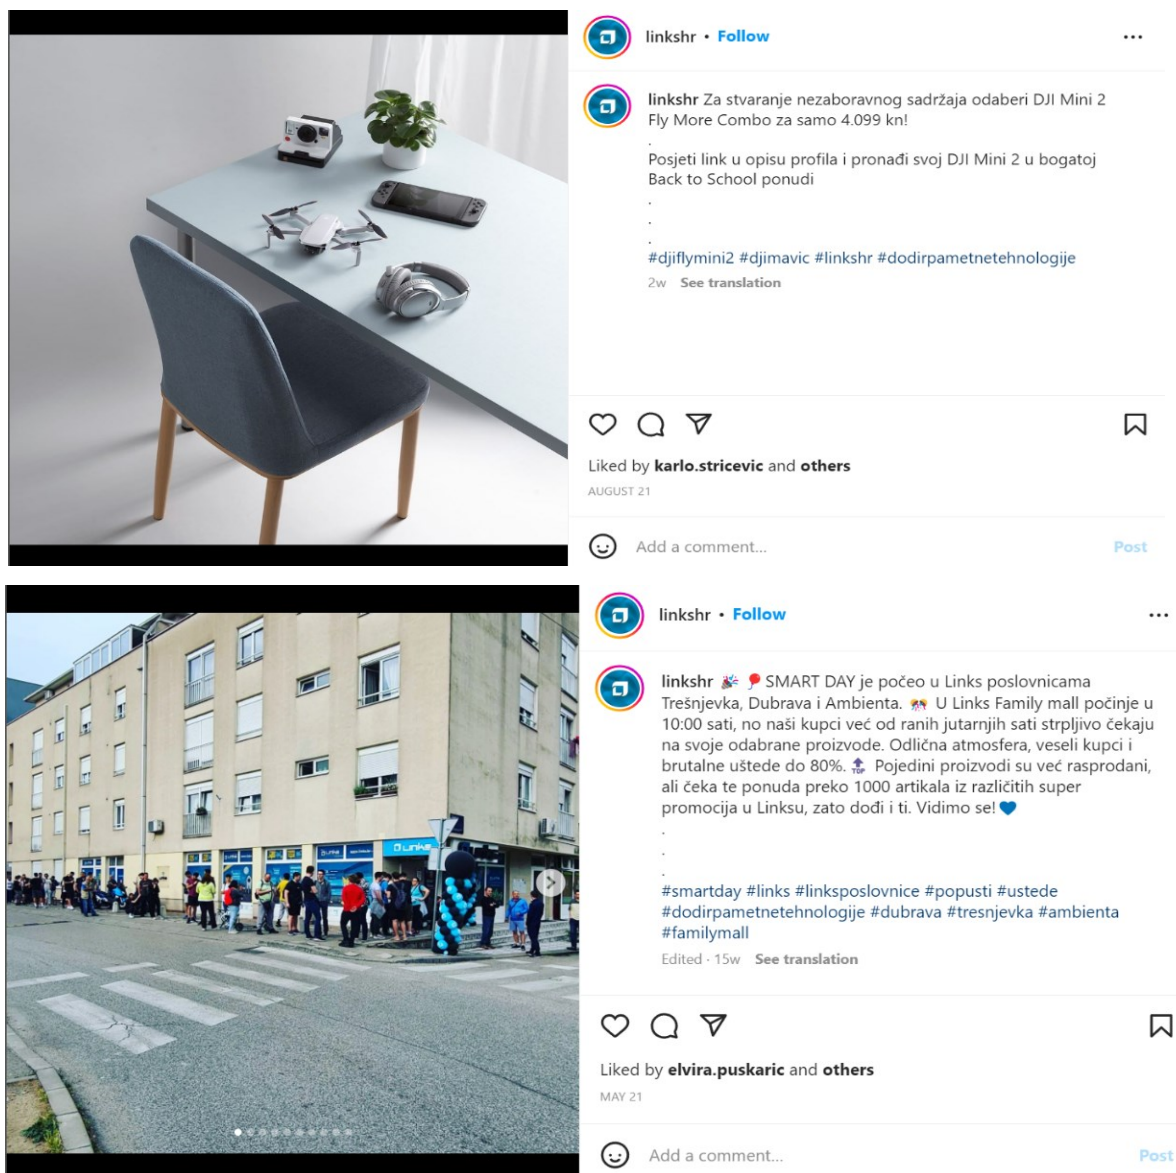 linkshr • Follow
linkshr Za stvaranje nezaboravnog sadržaja odaberi DJI Mini 2
Fly More Combo za samo 4.099 kn!
.
Posjeti link u opisu profila i pronađi svoj DJI Mini 2 u bogatoj
Back to School ponudi
.
.
.
#djiflymini2 #djimavic #linkshr #dodirpametnetehnologije
2w See translation
Liked by karlo.stricevic and others
AUGUST 21
Add a comment...
Post
linkshr • Follow
linkshr 🎉 🎈 SMART DAY je počeo u Links poslovnicama
Trešnjevka, Dubrava i Ambienta. 🎊 U Links Family mall počinje u
10:00 sati, no naši kupci već od ranih jutarnjih sati strpljivo čekaju
na svoje odabrane proizvode. Odlična atmosfera, veseli kupci i
brutalne uštede do 80%. 🔝 Pojedini proizvodi su već rasprodani,
ali čeka te ponuda preko 1000 artikala iz različitih super
promocija u Linksu, zato dođi i ti. Vidimo se! 💙
.
.
.
#smartday #links #linksposlovnice #popusti #ustede
#dodirpametnetehnologije #dubrava #tresnjevka #ambienta
#familymall
Edited · 15w See translation
Liked by elvira.puskaric and others
MAY 21
Add a comment...
Post
Links